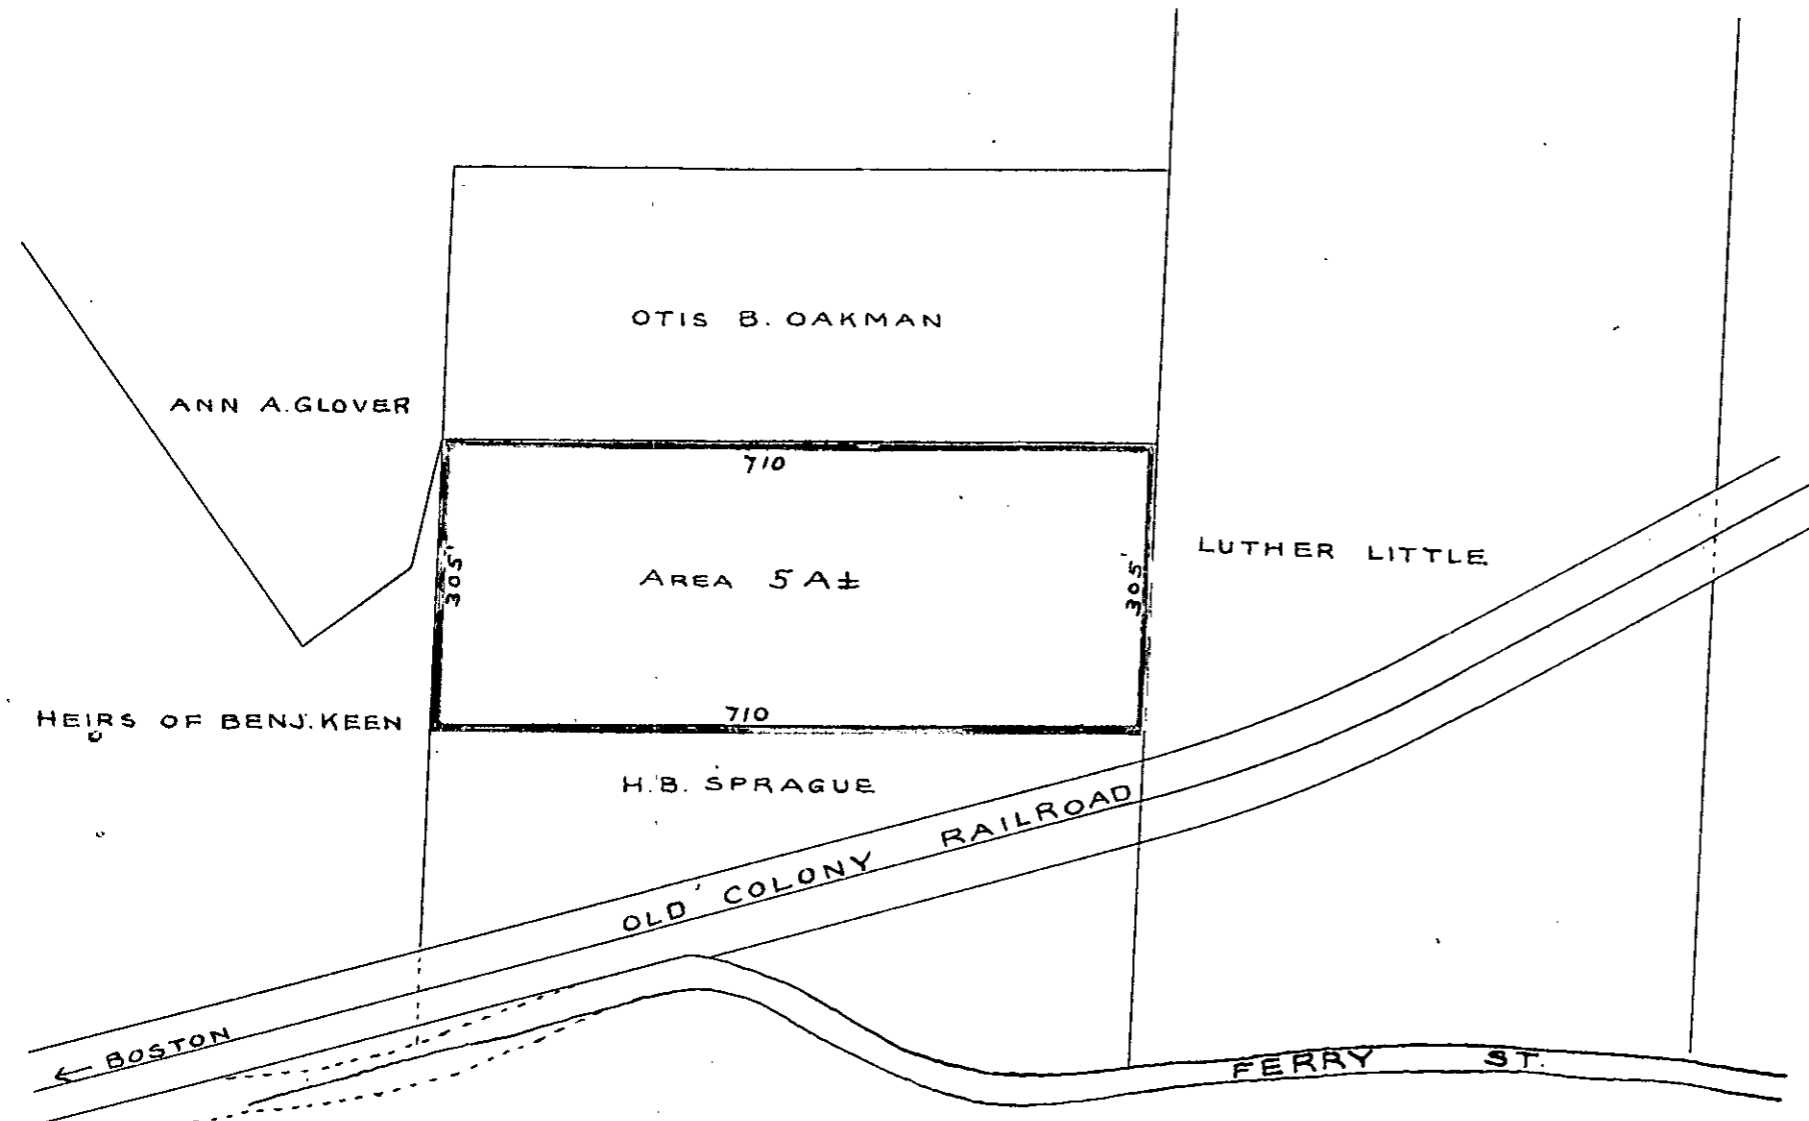 OTIS B. OAKMAN
ANN A. GLOVER
710
305'
AREA 5 A±
305'
LUTHER LITTLE
HEIRS OF BENJ. KEEN
710
H.B. SPRAGUE
OLD COLONY RAILROAD
← BOSTON
FERRY ST.